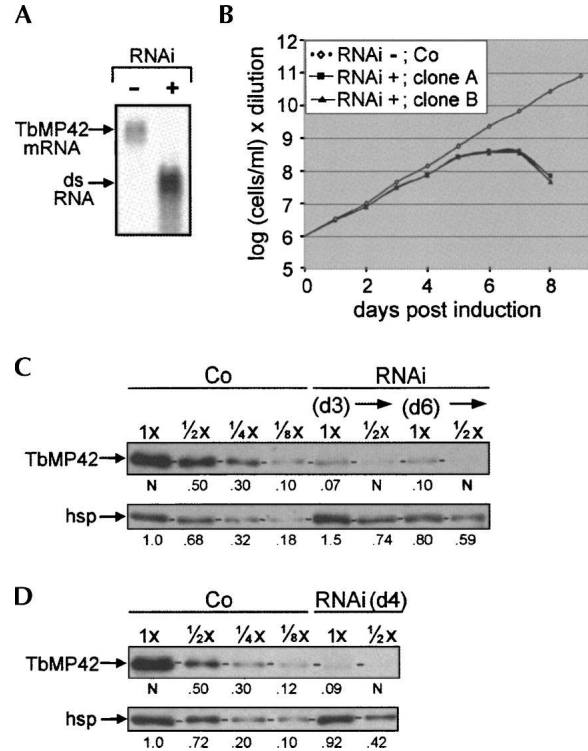 A
RNAi
- +
TbMP42
mRNA
ds
RNA
B
12
11
10
9
8
7
6
5
log (cells/ml) x dilution
RNAi - ; Co
RNAi + ; clone A
RNAi + ; clone B
0 2 4 6 8
days post induction
C
Co RNAi
(d3) (d6)
1x ½x ¼x ⅛x 1x ½x 1x ½x
TbMP42
N .50 .30 .10 .07 N .10 N
hsp
1.0 .68 .32 .18 1.5 .74 .80 .59
D
Co RNAi (d4)
1x ½x ¼x ⅛x 1x ½x
TbMP42
N .50 .30 .12 .09 N
hsp
1.0 .72 .20 .10 .92 .42